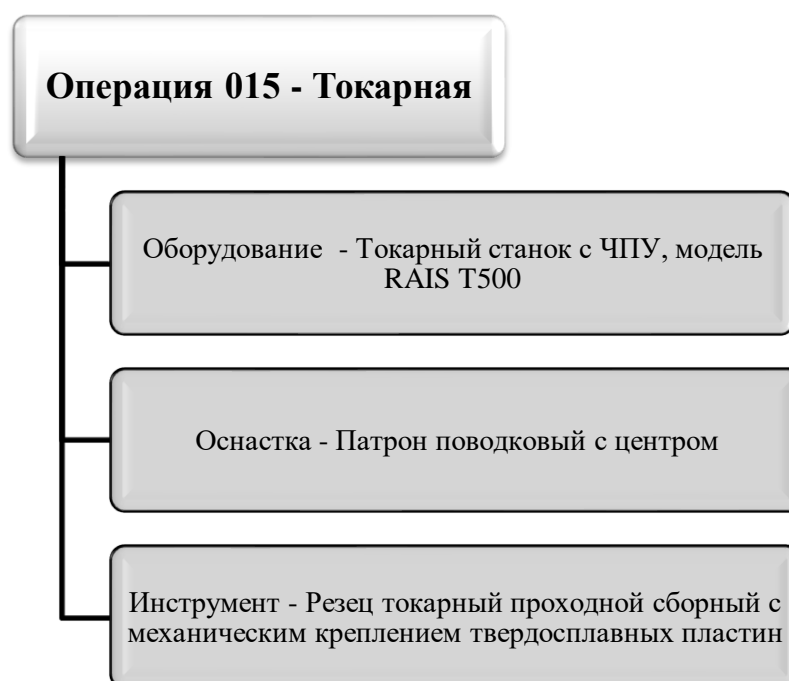 Операция 015 - Токарная
Оборудование - Токарный станок с ЧПУ, модель
RAIS T500
Оснастка - Патрон поводковый с центром
Инструмент - Резец токарный проходной сборный с
механическим креплением твердосплавных пластин